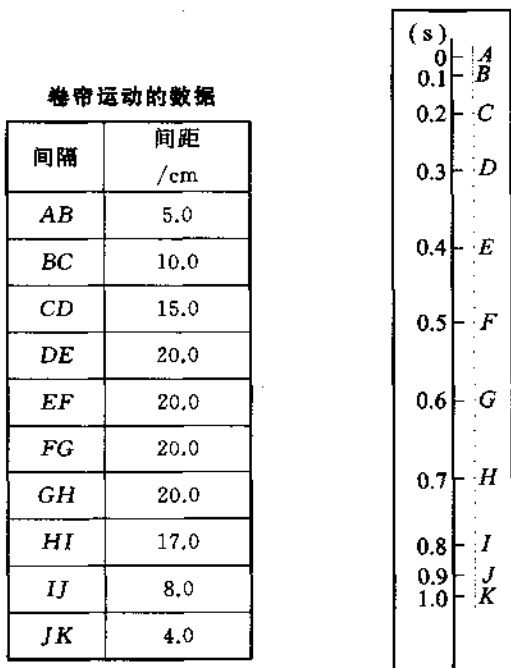 卷帘运动的数据
间隔 间距/cm
AB 5.0
BC 10.0
CD 15.0
DE 20.0
EF 20.0
FG 20.0
GH 20.0
HI 17.0
IJ 8.0
JK 4.0
(s)
0 A
0.1 B
0.2 C
0.3 D
0.4 E
0.5 F
0.6 G
0.7 H
0.8 I
0.9 J
1.0 K